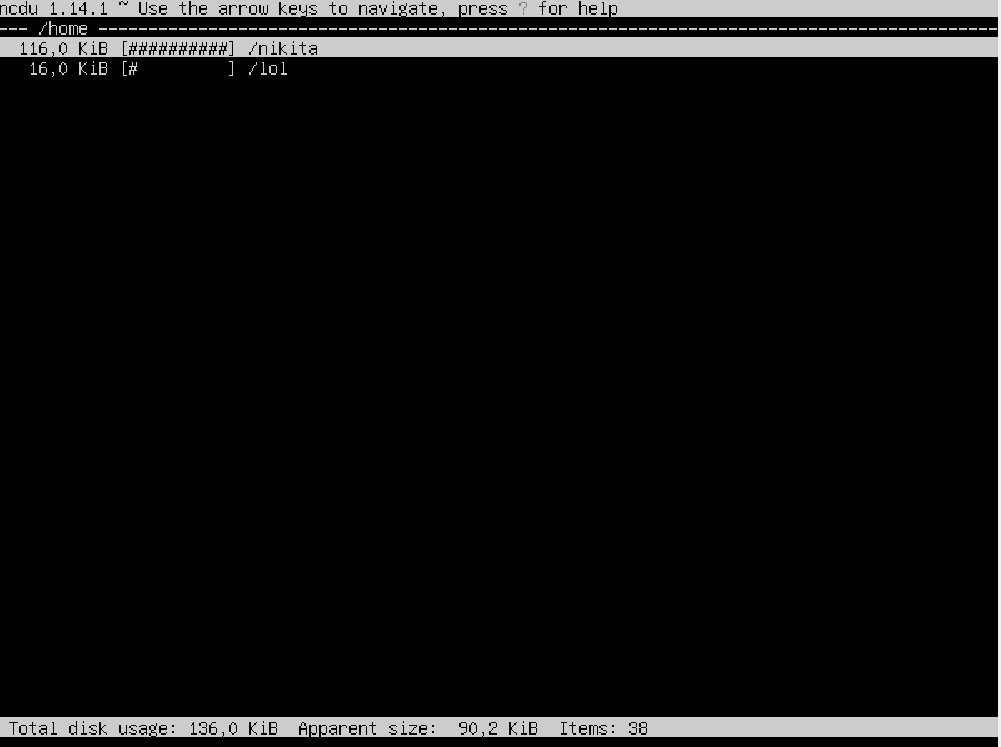 ncdu 1.14.1 ~ Use the arrow keys to navigate, press ? for help
--- /home ------------------------------------------------------------------------------------------
116,0 KiB [##########] /nikita
16,0 KiB [#         ] /lol
Total disk usage: 136,0 KiB  Apparent size:  90,2 KiB  Items: 38